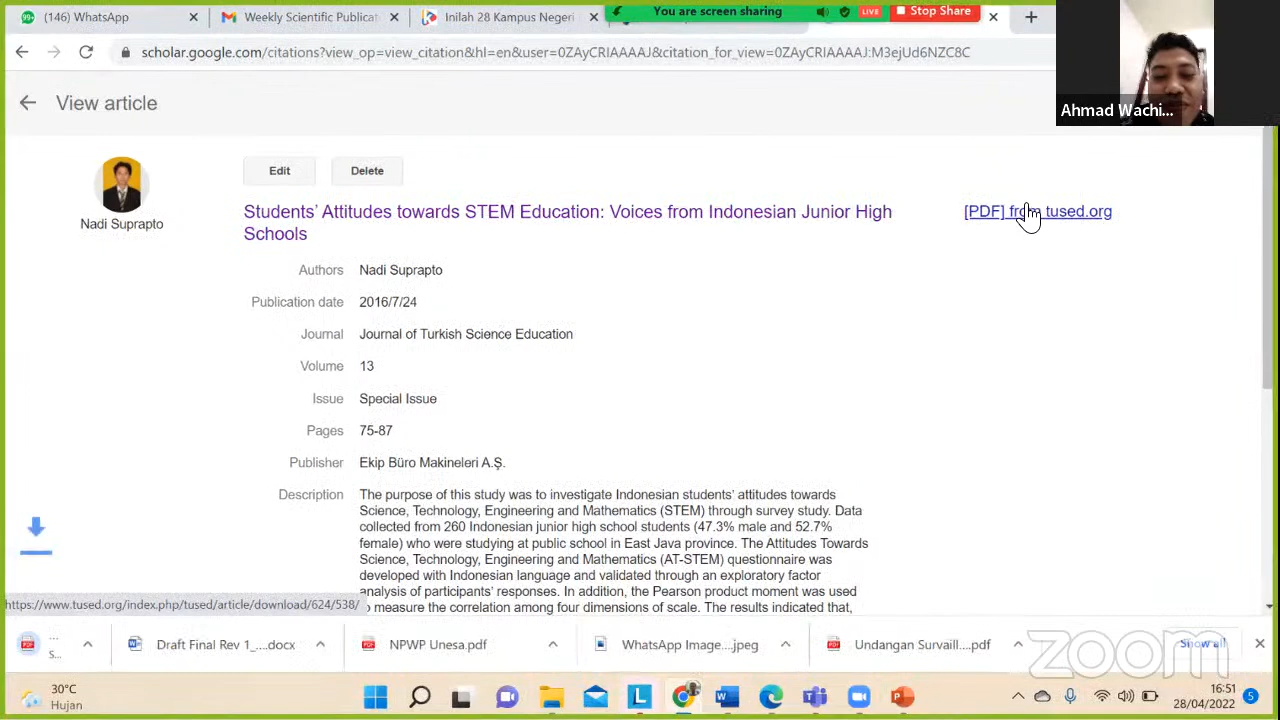 99+
(146) WhatsApp
Weekly Scientific Publicat
Inilah 28 Kampus Negeri
You are screen sharing
LIVE
Stop Share
scholar.google.com/citations?view_op=view_citation&hl=en&user=0ZAyCRIAAAAJ&citation_for_view=0ZAyCRIAAAAJ:M3ejUd6NZC8C
View article
Ahmad Wachi...
Edit
Delete
Nadi Suprapto
Students' Attitudes towards STEM Education: Voices from Indonesian Junior High
Schools
[PDF] from tused.org
Authors Nadi Suprapto
Publication date 2016/7/24
Journal Journal of Turkish Science Education
Volume 13
Issue Special Issue
Pages 75-87
Publisher Ekip Büro Makineleri A.Ş.
Description The purpose of this study was to investigate Indonesian students' attitudes towards
Science, Technology, Engineering and Mathematics (STEM) through survey study. Data
collected from 260 Indonesian junior high school students (47.3% male and 52.7%
female) who were studying at public school in East Java province. The Attitudes Towards
Science, Technology, Engineering and Mathematics (AT-STEM) questionnaire was
developed with Indonesian language and validated through an exploratory factor
analysis of participants' responses. In addition, the Pearson product moment was used
to measure the correlation among four dimensions of scale. The results indicated that,
https://www.tused.org/index.php/tused/article/download/624/538/
...
S...
Draft Final Rev 1_....docx
NPWP Unesa.pdf
WhatsApp Image....jpeg
Undangan Survaill....pdf
Show all
zoom
30°C
Hujan
16:51
28/04/2022
5